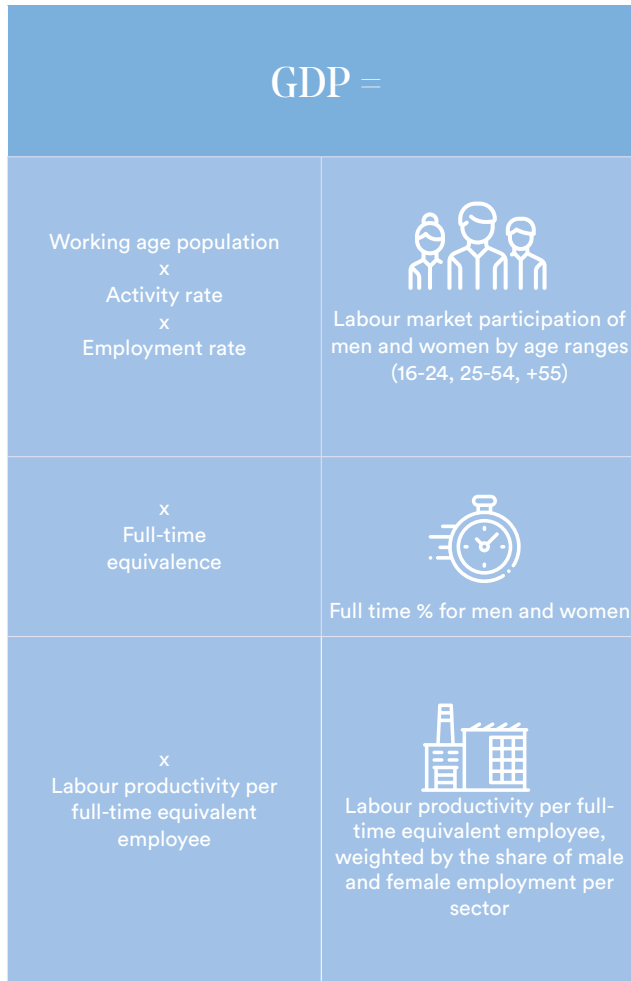 GDP =
Working age population
x
Activity rate
x
Employment rate
Labour market participation of
men and women by age ranges
(16-24, 25-54, +55)
x
Full-time
equivalence
Full time % for men and women
x
Labour productivity per
full-time equivalent
employee
Labour productivity per full-
time equivalent employee,
weighted by the share of male
and female employment per
sector